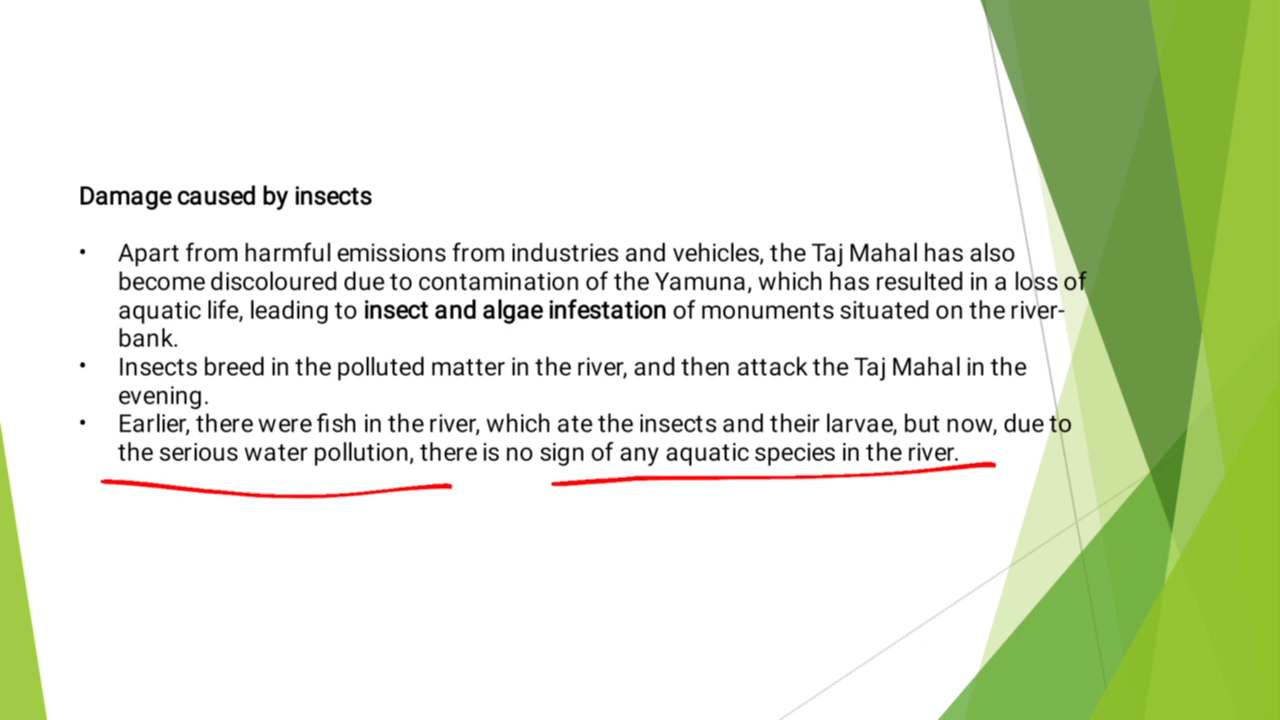 Damage caused by insects
• Apart from harmful emissions from industries and vehicles, the Taj Mahal has also
become discoloured due to contamination of the Yamuna, which has resulted in a loss of
aquatic life, leading to insect and algae infestation of monuments situated on the river-
bank.
• Insects breed in the polluted matter in the river, and then attack the Taj Mahal in the
evening.
• Earlier, there were fish in the river, which ate the insects and their larvae, but now, due to
the serious water pollution, there is no sign of any aquatic species in the river.